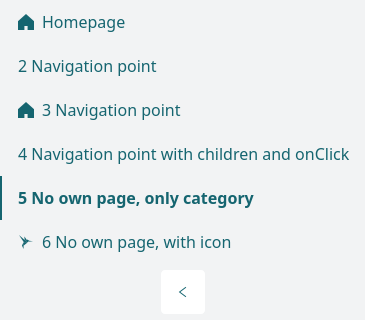 Homepage
2 Navigation point
3 Navigation point
4 Navigation point with children and onClick
5 No own page, only category
6 No own page, with icon